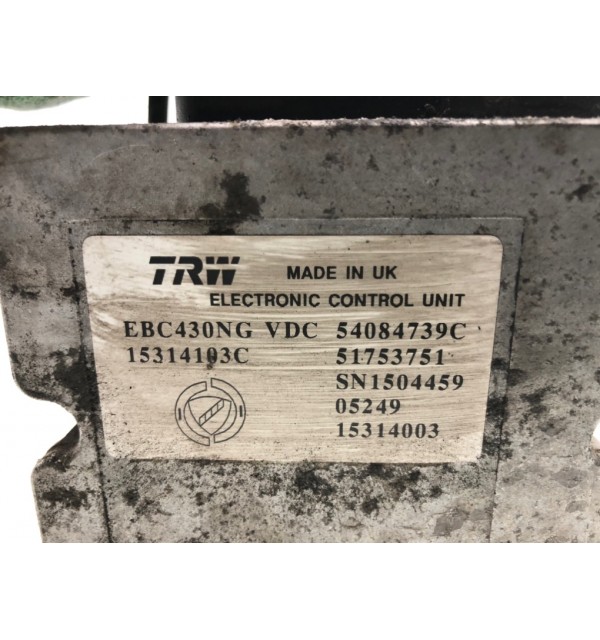 TRW MADE IN UK
ELECTRONIC CONTROL UNIT
EBC430NG VDC 54084739C
15314103C 51753751
SN1504459
05249
15314003